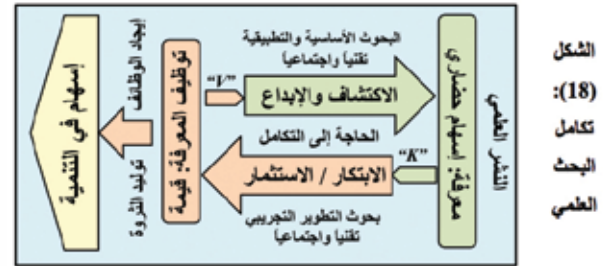 الشكل
(18):
تكامل
البحث
العلمي
النشر العلمي
معرفة: إسهام حضاري
البحوث الأساسية والتطبيقية
تقنياً واجتماعياً
الاكتشاف والإبداع
"V"
الحاجة إلى التكامل
"K"
الابتكار / الاستثمار
بحوث التطوير التجريبي
تقنياً واجتماعياً
توظيف المعرفة: قيمة
إيجاد الوظائف
توليد الثروة
إسهام في التنمية